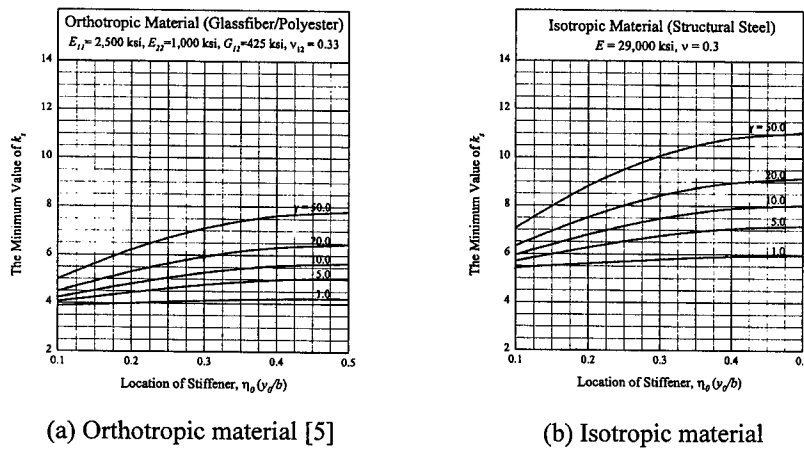 Orthotropic Material (Glassfiber/Polyester)
E₁₁= 2,500 ksi, E₂₂=1,000 ksi, G₁₂=425 ksi, ν₁₂ = 0.33
14
12
10
8
6
4
2
The Minimum Value of kₛ
γ = 50.0
20.0
10.0
5.0
1.0
0.1 0.2 0.3 0.4 0.5
Location of Stiffener, η₀ (y₀/b)
(a) Orthotropic material [5]
Isotropic Material (Structural Steel)
E = 29,000 ksi, ν = 0.3
14
12
10
8
6
4
2
The Minimum Value of kₛ
γ = 50.0
20.0
10.0
5.0
1.0
0.1 0.2 0.3 0.4 0.
Location of Stiffener, η₀ (y₀/b)
(b) Isotropic material